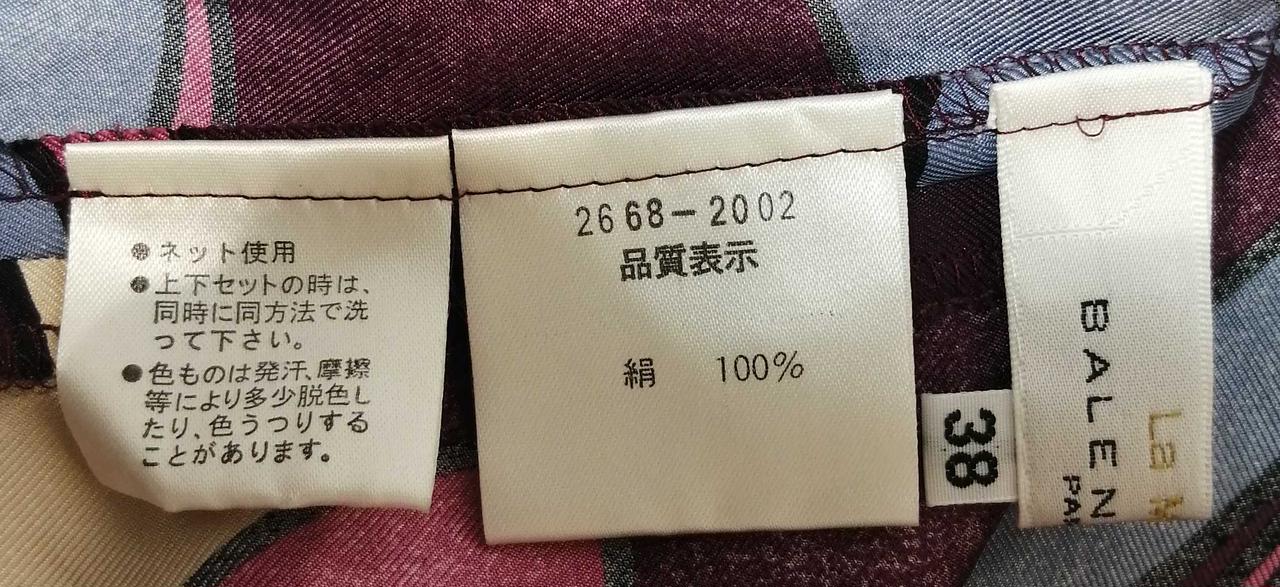 ● ネット使用
● 上下セットの時は、
同時に同方法で洗
って下さい。
● 色ものは発汗、摩擦
等により多少脱色し
たり、色うつりする
ことがあります。
2668-2002
品質表示
絹 100%
38
La
BALEN
PA